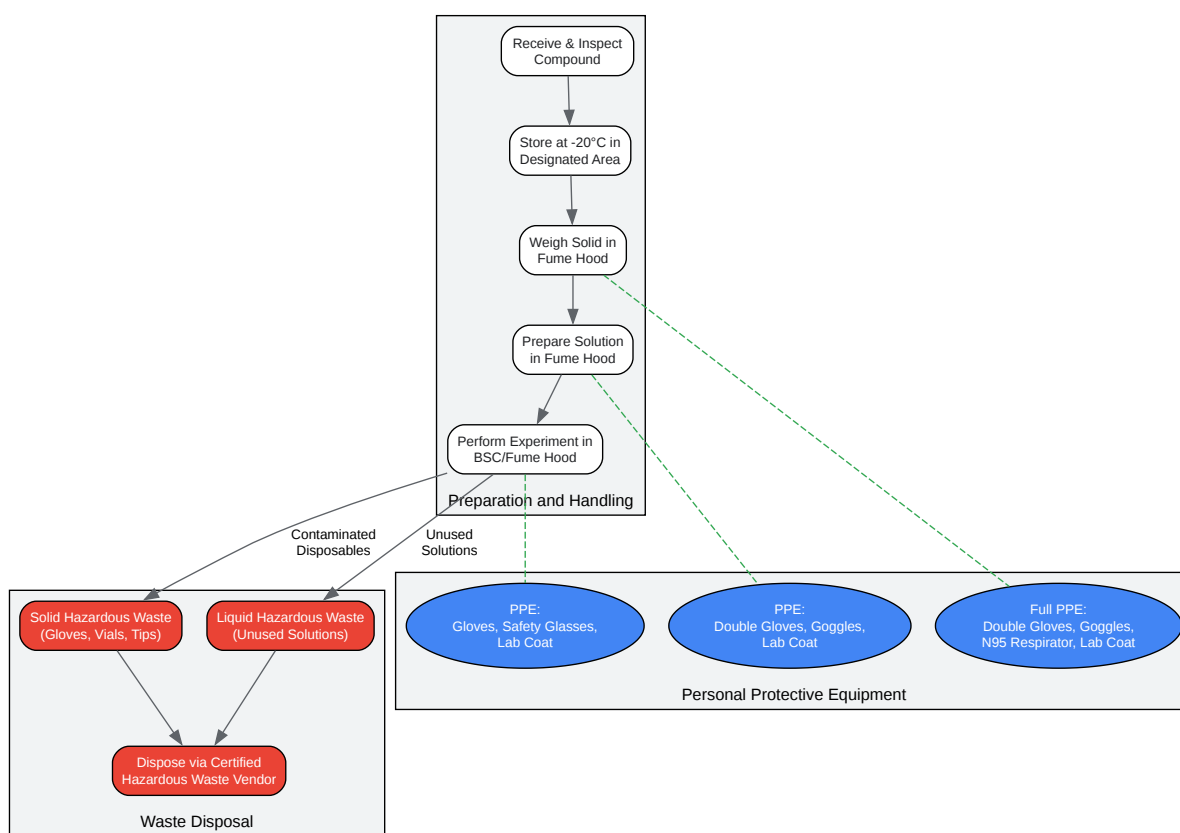 Receive & Inspect
Compound
Store at -20°C in
Designated Area
Weigh Solid in
Fume Hood
Prepare Solution
in Fume Hood
Perform Experiment in
BSC/Fume Hood
Preparation and Handling
Contaminated
Disposables
Unused
Solutions
Solid Hazardous Waste
(Gloves, Vials, Tips)
Liquid Hazardous Waste
(Unused Solutions)
Dispose via Certified
Hazardous Waste Vendor
Waste Disposal
PPE:
Gloves, Safety Glasses,
Lab Coat
PPE:
Double Gloves, Goggles,
Lab Coat
Full PPE:
Double Gloves, Goggles,
N95 Respirator, Lab Coat
Personal Protective Equipment